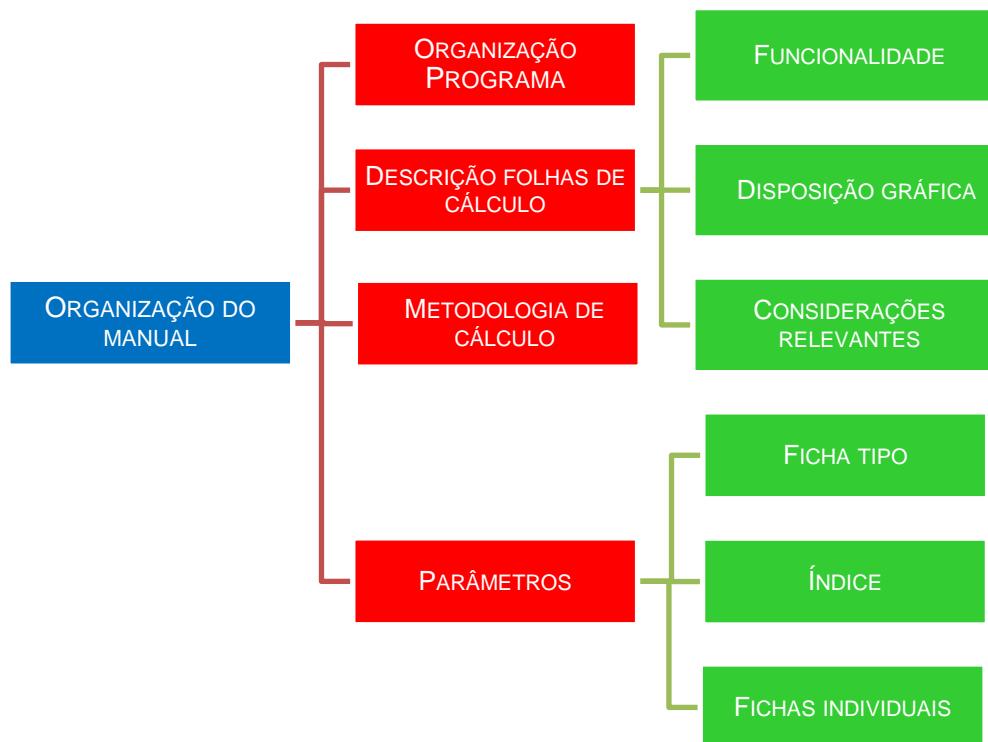 ORGANIZAÇÃO DO
MANUAL
ORGANIZAÇÃO
PROGRAMA
DESCRIÇÃO FOLHAS DE
CÁLCULO
FUNCIONALIDADE
DISPOSIÇÃO GRÁFICA
CONSIDERAÇÕES
RELEVANTES
METODOLOGIA DE
CÁLCULO
PARÂMETROS
FICHA TIPO
ÍNDICE
FICHAS INDIVIDUAIS